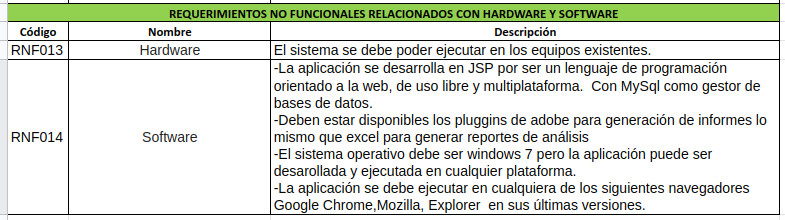 REQUERIMIENTOS NO FUNCIONALES RELACIONADOS CON HARDWARE Y SOFTWARE
Código Nombre Descripción
RNF013 Hardware El sistema se debe poder ejecutar en los equipos existentes.
RNF014 Software
-La aplicación se desarrolla en JSP por ser un lenguaje de programación
orientado a la web, de uso libre y multiplataforma. Con MySql como gestor de
bases de datos.
-Deben estar disponibles los pluggins de adobe para generación de informes lo
mismo que excel para generar reportes de análisis
-El sistema operativo debe ser windows 7 pero la aplicación puede ser
desarollada y ejecutada en cualquier plataforma.
-La aplicación se debe ejecutar en cualquiera de los siguientes navegadores
Google Chrome,Mozilla, Explorer en sus últimas versiones.